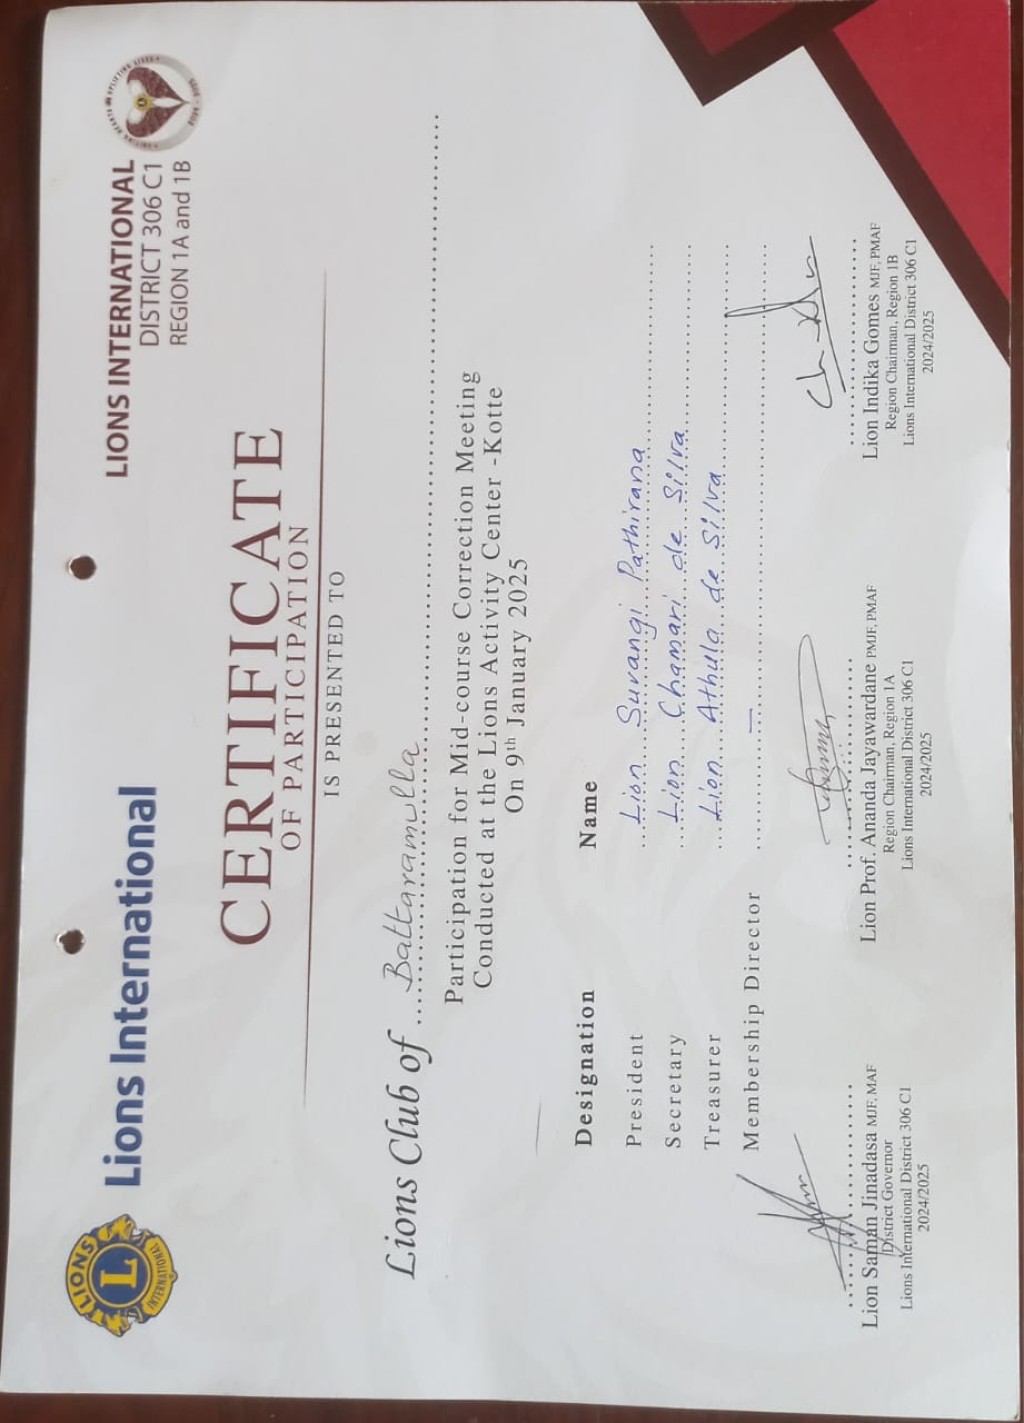 LIONS
L
INTERNATIONAL
Lions International
LIONS INTERNATIONAL
DISTRICT 306 C1
REGION 1A and 1B
CERTIFICATE
OF PARTICIPATION
IS PRESENTED TO
Lions Club of Battaramulla
Participation for Mid-course Correction Meeting
Conducted at the Lions Activity Center -Kotte
On 9th January 2025
Designation Name
President Lion Suvangi Pathirana
Secretary Lion Chamari de Silva
Treasurer Lion Athula de Silva
Membership Director —
Lion Saman Jinadasa MJF, MAF
District Governor
Lions International District 306 C1
2024/2025
Lion Prof. Ananda Jayawardane PMJF, PMAF
Region Chairman, Region 1A
Lions International District 306 C1
2024/2025
Lion Indika Gomes MJF, PMAF
Region Chairman, Region 1B
Lions International District 306 C1
2024/2025